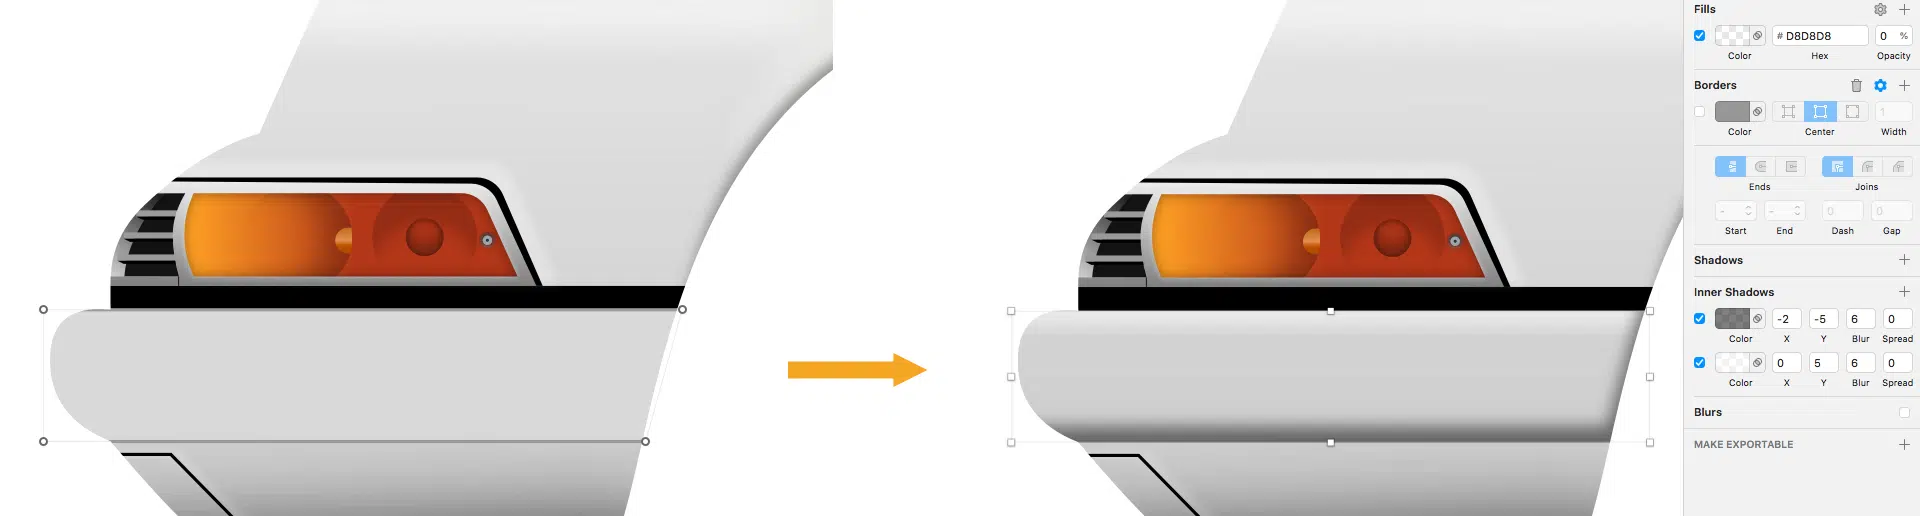 Fills
# D8D8D8 0 %
Color Hex Opacity
Borders
1
Color Center Width
Ends Joins
- - 0 0
Start End Dash Gap
Shadows
Inner Shadows
-2 -5 6 0
Color X Y Blur Spread
0 5 6 0
Color X Y Blur Spread
Blurs
MAKE EXPORTABLE